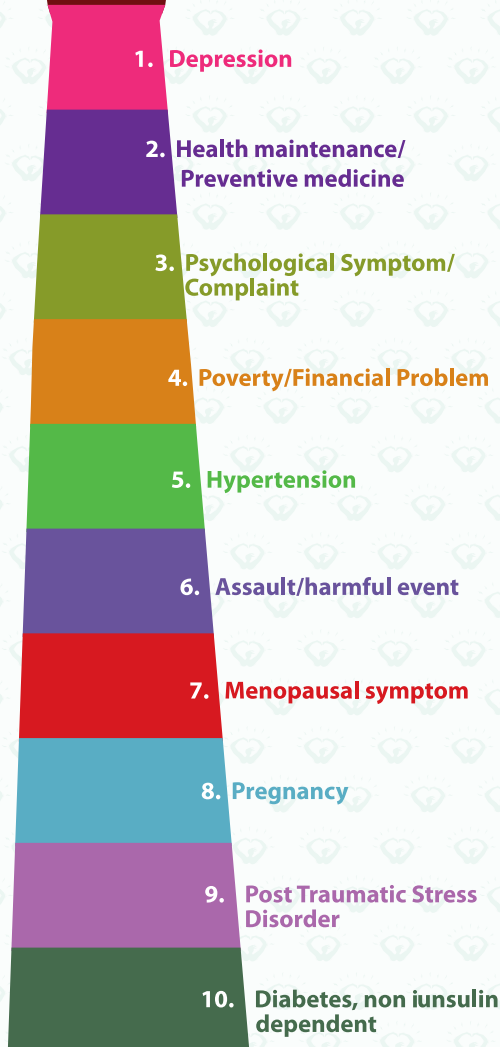 1. Depression
2. Health maintenance/
Preventive medicine
3. Psychological Symptom/
Complaint
4. Poverty/Financial Problem
5. Hypertension
6. Assault/harmful event
7. Menopausal symptom
8. Pregnancy
9. Post Traumatic Stress
Disorder
10. Diabetes, non iunsulin
dependent